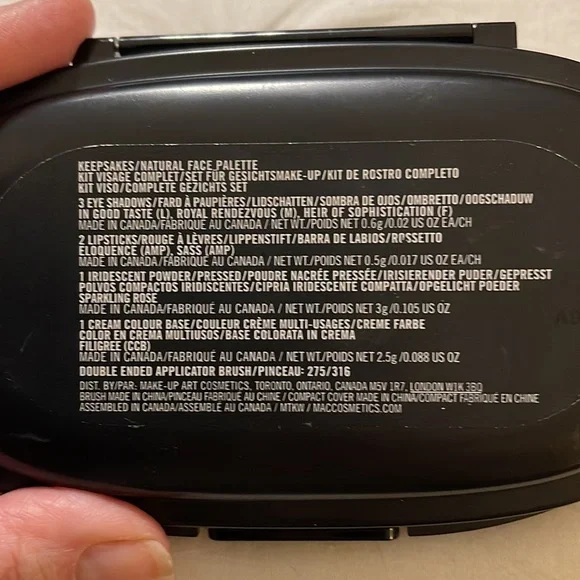 KEEPSAKES/NATURAL FACE PALETTE
KIT VISAGE COMPLET/SET FÜR GESICHTSMAKE-UP/KIT DE ROSTRO COMPLETO
KIT VISO/COMPLETE GEZICHTS SET
3 EYE SHADOWS/FARD À PAUPIÈRES/LIDSCHATTEN/SOMBRA DE OJOS/OMBRETTO/OOGSCHADUW
IN GOOD TASTE (L), ROYAL RENDEZVOUS (M), HEIR OF SOPHISTICATION (F)
MADE IN CANADA/FABRIQUÉ AU CANADA / NET WT./POIDS NET 0.6g/0.02 US OZ EA/CH
2 LIPSTICKS/ROUGE À LÈVRES/LIPPENSTIFT/BARRA DE LABIOS/ROSSETTO
ELOQUENCE (AMP), SASS (AMP)
MADE IN CANADA/FABRIQUÉ AU CANADA / NET WT./POIDS NET 0.5g/0.017 US OZ EA/CH
1 IRIDESCENT POWDER/PRESSED/POUDRE NACRÉE PRESSÉE/IRISIERENDER PUDER/GEPRESST
POLVOS COMPACTOS IRIDISCENTES/CIPRIA IRIDESCENTE COMPATTA/OPGELICHT POEDER
SPARKLING ROSE
MADE IN CANADA/FABRIQUÉ AU CANADA / NET WT./POIDS NET 3g/0.105 US OZ
1 CREAM COLOUR BASE/COULEUR CRÈME MULTI-USAGES/CREME FARBE
COLOR EN CREMA MULTIUSOS/BASE COLORATA IN CREMA
FILIGREE (CCB)
MADE IN CANADA/FABRIQUÉ AU CANADA / NET WT./POIDS NET 2.5g /0.088 US OZ
DOUBLE ENDED APPLICATOR BRUSH/PINCEAU: 275/316
DIST. BY/PAR: MAKE-UP ART COSMETICS, TORONTO, ONTARIO, CANADA M5V 1R7, LONDON W1K 3BQ
BRUSH MADE IN CHINA/PINCEAU FABRIQUÉ AU CHINE / COMPACT COVER MADE IN CHINA/COMPACT FABRIQUÉ EN CHINE
ASSEMBLED IN CANADA/ASSEMBLÉ AU CANADA / MTKW / MACCOSMETICS.COM